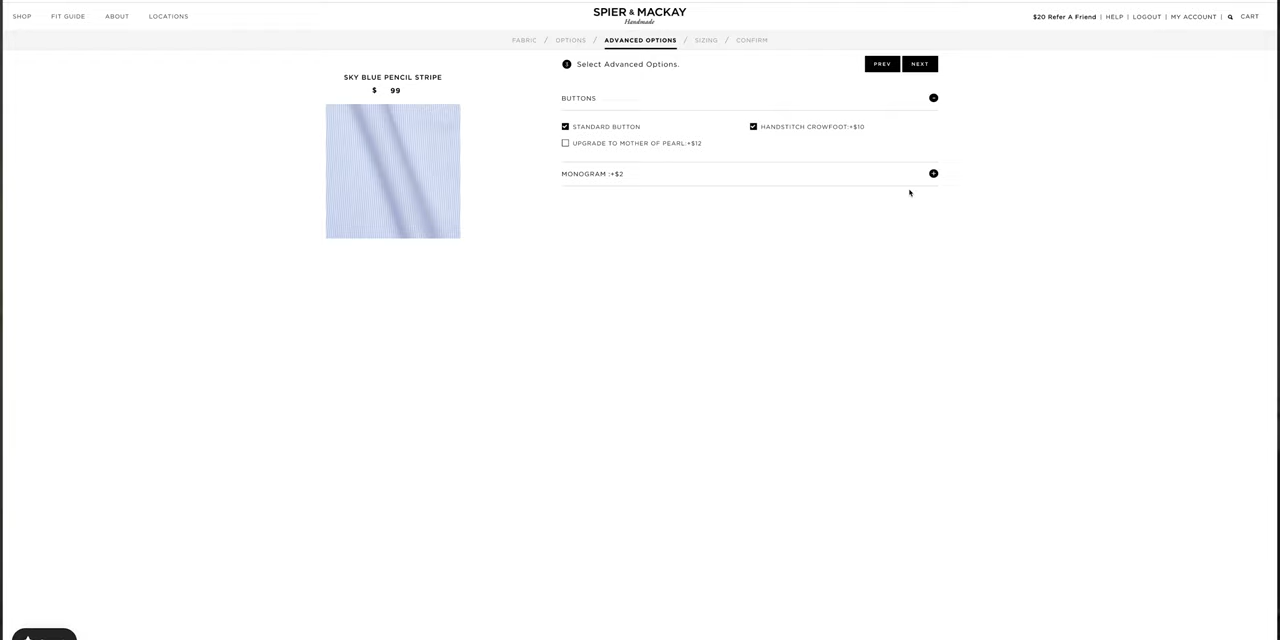 SHOP FIT GUIDE ABOUT LOCATIONS
SPIER & MACKAY
Handmade
$20 Refer A Friend | HELP | LOGOUT | MY ACCOUNT | CART
FABRIC / OPTIONS / ADVANCED OPTIONS / SIZING / CONFIRM
3 Select Advanced Options.
PREV NEXT
SKY BLUE PENCIL STRIPE
$ 99
BUTTONS
STANDARD BUTTON
HANDSTITCH CROWFOOT:+$10
UPGRADE TO MOTHER OF PEARL:+$12
MONOGRAM :+$2